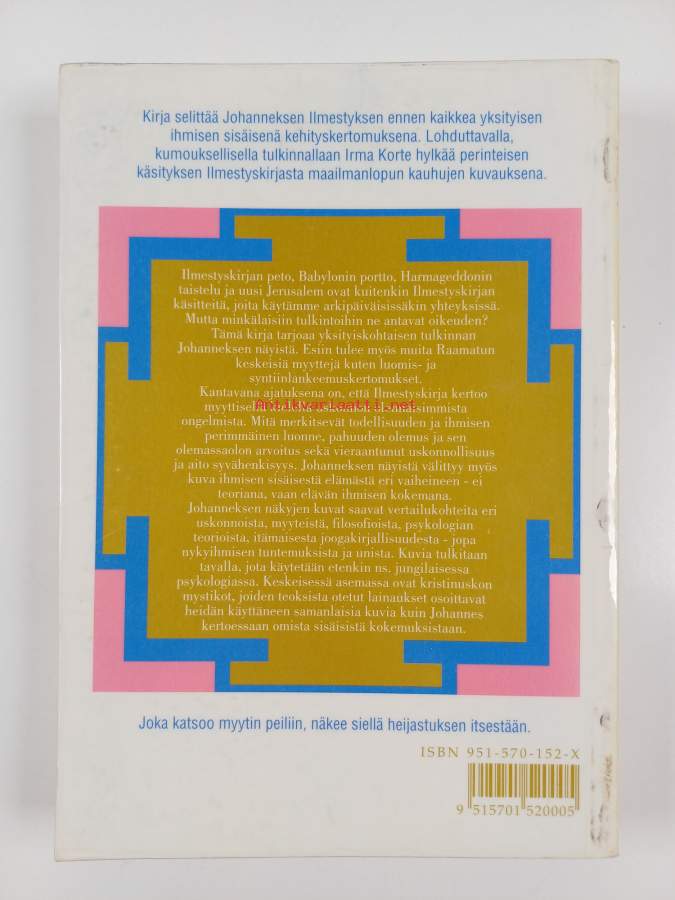 Kirja selittää Johanneksen Ilmestyksen ennen kaikkea yksityisen
ihmisen sisäisenä kehityskertomuksena. Lohduttavalla,
kumouksellisella tulkinnallaan Irma Korte hylkää perinteisen
käsityksen Ilmestyskirjasta maailmanlopun kauhujen kuvauksena.
Ilmestyskirjan peto, Babylonin portto, Harmageddonin
taistelu ja uusi Jerusalem ovat kuitenkin Ilmestyskirjan
käsitteitä, joita käytämme arkipäiväisissäkin yhteyksissä.
Mutta minkälaisiin tulkintoihin ne antavat oikeuden?
Tämä kirja tarjoaa yksityiskohtaisen tulkinnan
Johanneksen näyistä. Esiin tulee myös muita Raamatun
keskeisiä myyttejä kuten luomis- ja
syntiinlankeemuskertomukset.
Kantavana ajatuksena on, että Ilmestyskirja kertoo
Antikvariaatti.net
ongelmista. Mitä merkitsevät todellisuuden ja ihmisen
perimmäinen luonne, pahuuden olemus ja sen
olemassaolon arvoitus sekä vieraantunut uskonnollisuus
ja aito syvähenkisyys. Johanneksen näyistä välittyy myös
kuva ihmisen sisäisestä elämästä eri vaiheineen - ei
teoriana, vaan elävän ihmisen kokemana.
Johanneksen näkyjen kuvat saavat vertailukohteita eri
uskonnoista, myyteistä, filosofioista, psykologian
teorioista, itämaisesta joogakirjallisuudesta - jopa
nykyihmisen tuntemuksista ja unista. Kuvia tulkitaan
tavalla, jota käytetään etenkin ns. jungilaisessa
psykologiassa. Keskeisessä asemassa ovat kristinuskon
mystikot, joiden teoksista otetut lainaukset osoittavat
heidän käyttäneen samanlaisia kuvia kuin Johannes
kertoessaan omista sisäisistä kokemuksistaan.
Joka katsoo myytin peiliin, näkee siellä heijastuksen itsestään.
ISBN 951-570-152-X
9 515701 520005